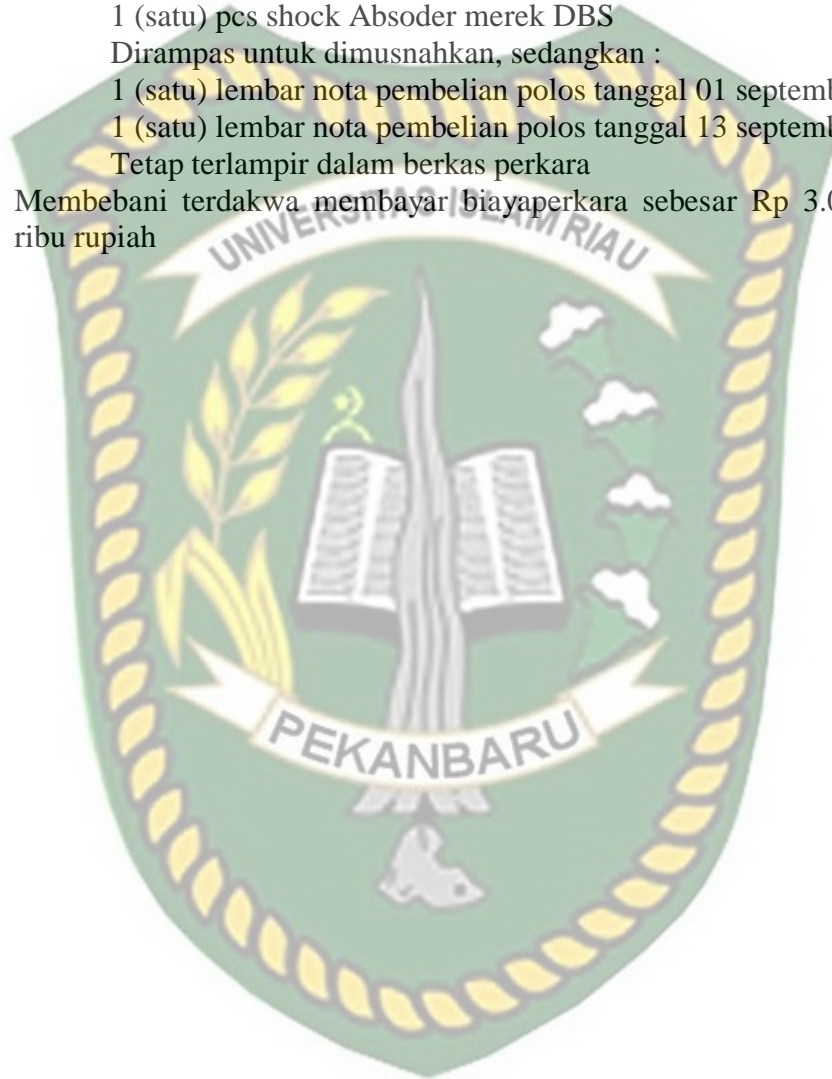 1 (satu) pcs shock Absoder merek DBS
Dirampas untuk dimusnahkan, sedangkan :
1 (satu) lembar nota pembelian polos tanggal 01 septemb
1 (satu) lembar nota pembelian polos tanggal 13 septemb
Tetap terlampir dalam berkas perkara
Membebani terdakwa membayar biayaperkara sebesar Rp 3.0
ribu rupiah
UNIVERSITAS ISLAM RIAU
PEKANBARU